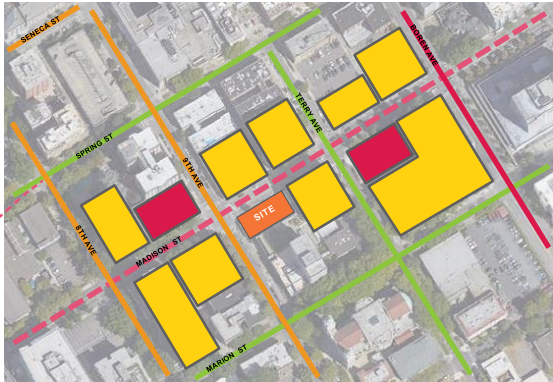 SENECA ST
BOREN AVE
TERRY AVE
SPRING ST
9TH AVE
SITE
8TH AVE
MADISON ST
MARION ST